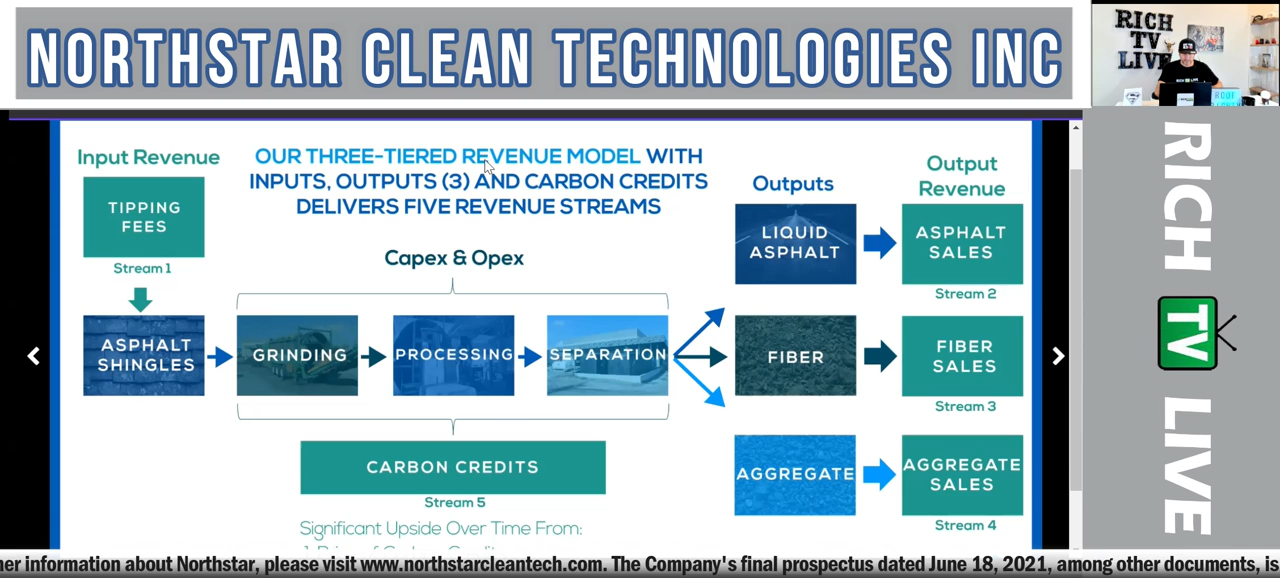 NORTHSTAR CLEAN TECHNOLOGIES INC
RICH
TV
LIVE
Input Revenue
OUR THREE-TIERED REVENUE MODEL WITH
INPUTS, OUTPUTS (3) AND CARBON CREDITS
DELIVERS FIVE REVENUE STREAMS
Outputs
Output
Revenue
TIPPING
FEES
Stream 1
LIQUID
ASPHALT
ASPHALT
SALES
Stream 2
Capex & Opex
ASPHALT
SHINGLES
GRINDING
PROCESSING
SEPARATION
FIBER
FIBER
SALES
Stream 3
CARBON CREDITS
Stream 5
AGGREGATE
AGGREGATE
SALES
Stream 4
Significant Upside Over Time From:
RICH
TV
LIVE
her information about Northstar, please visit www.northstarcleantech.com. The Company's final prospectus dated June 18, 2021, among other documents, is